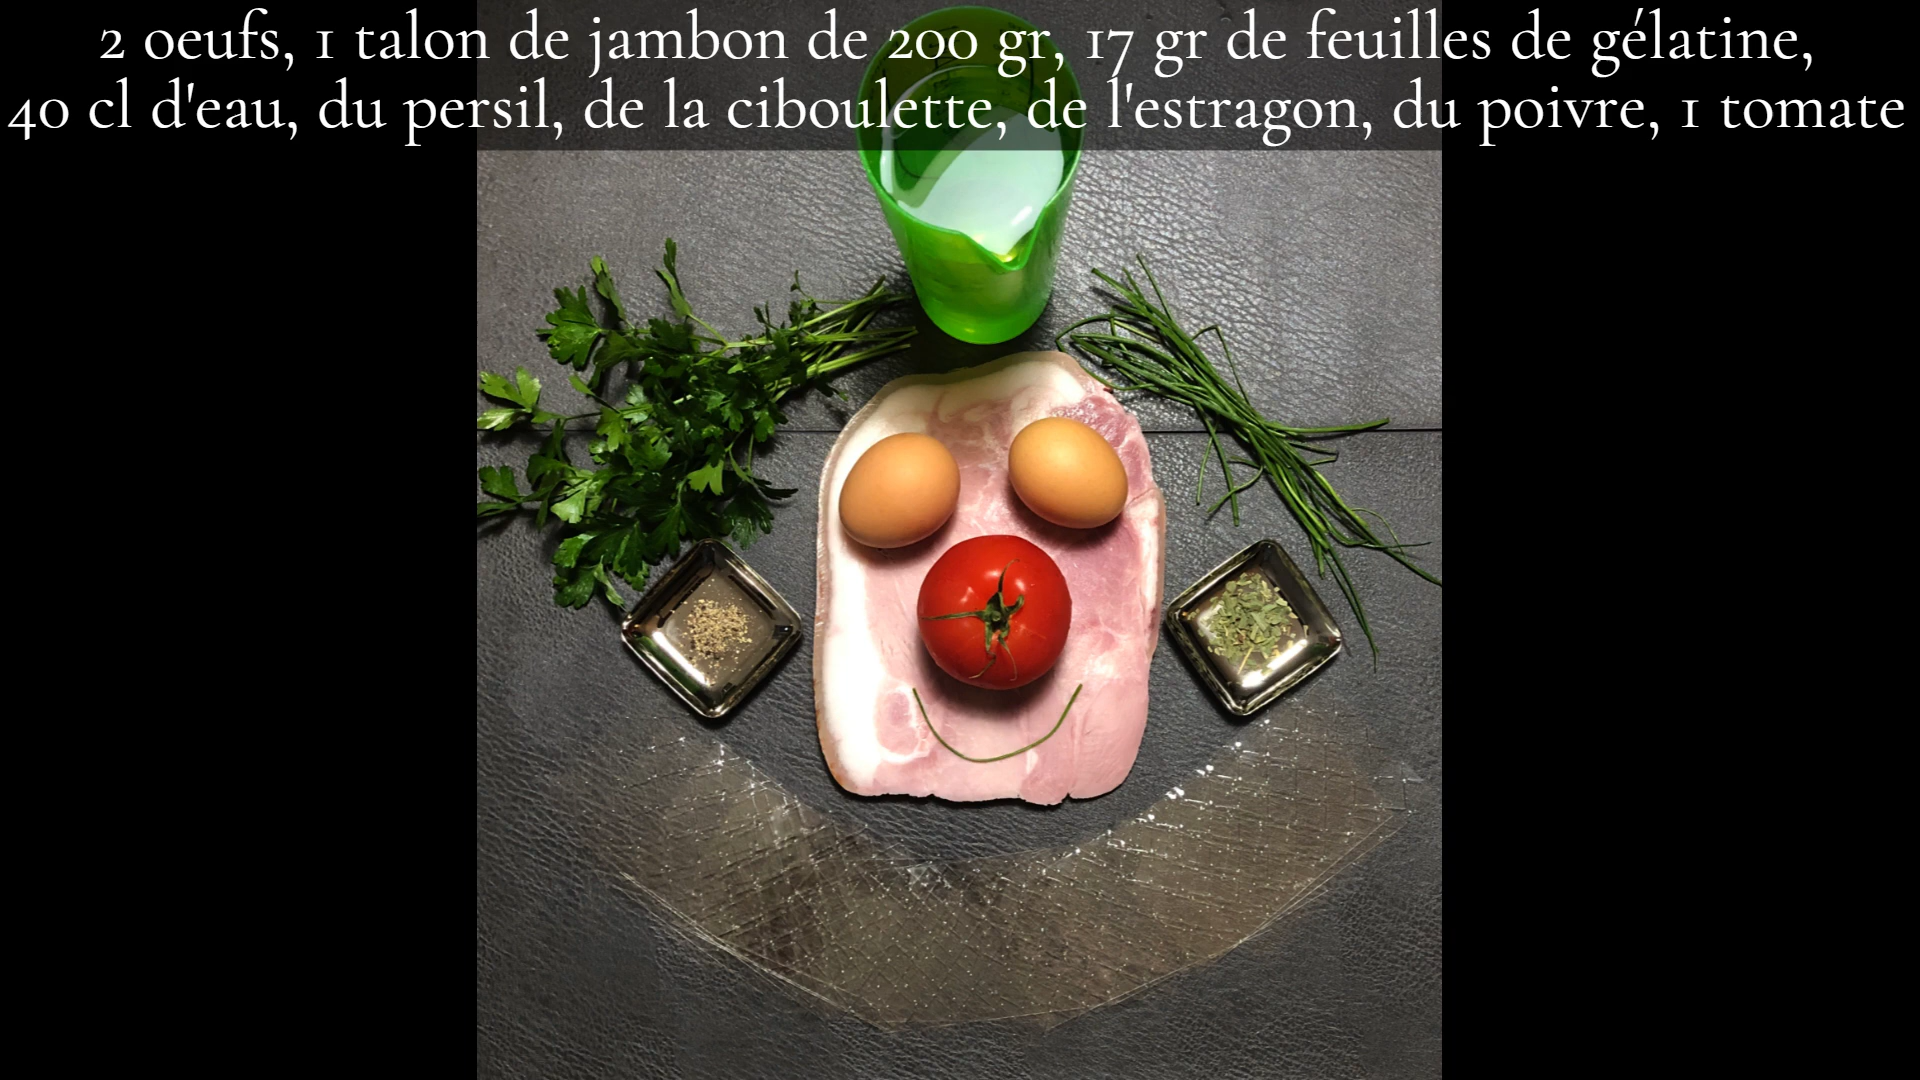 2 oeufs, 1 talon de jambon de 200 gr, 17 gr de feuilles de gélatine,
40 cl d'eau, du persil, de la ciboulette, de l'estragon, du poivre, 1 tomate